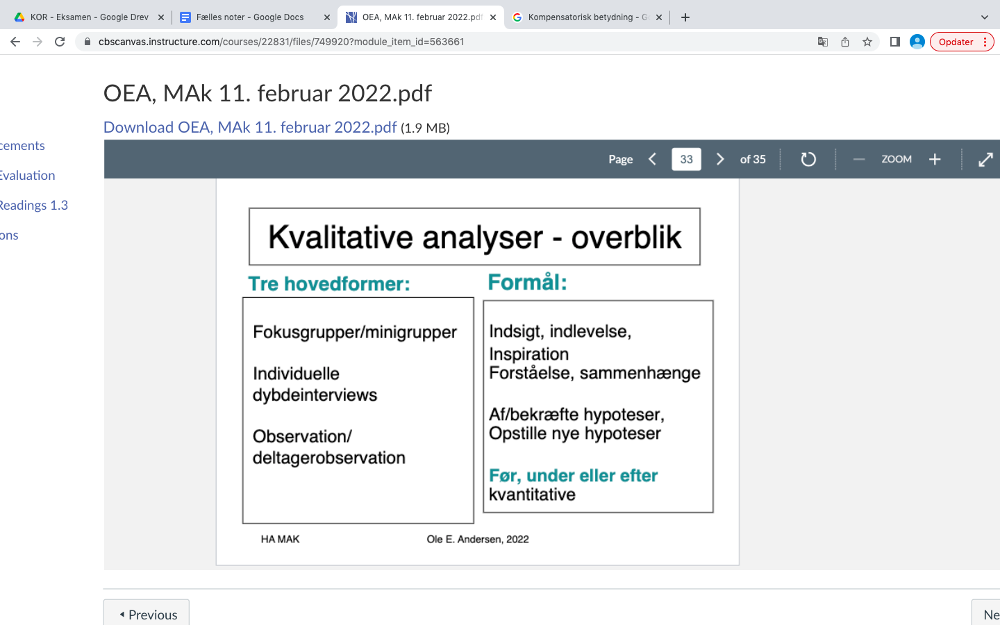 KOR - Eksamen - Google Drev
Fælles noter - Google Docs
OEA, MAk 11. februar 2022.pdf
Kompensatorisk betydning - G
cbscanvas.instructure.com/courses/22831/files/749920?module_item_id=563661
Opdater
OEA, MAk 11. februar 2022.pdf
Download OEA, MAk 11. februar 2022.pdf (1.9 MB)
cements
Evaluation
Readings 1.3
ons
Page 33 of 35 ZOOM
Kvalitative analyser - overblik
Tre hovedformer:
Fokusgrupper/minigrupper
Individuelle
dybdeinterviews
Observation/
deltagerobservation
Formål:
Indsigt, indlevelse,
Inspiration
Forståelse, sammenhænge
Af/bekræfte hypoteser,
Opstille nye hypoteser
Før, under eller efter
kvantitative
HA MAK
Ole E. Andersen, 2022
Previous
Ne